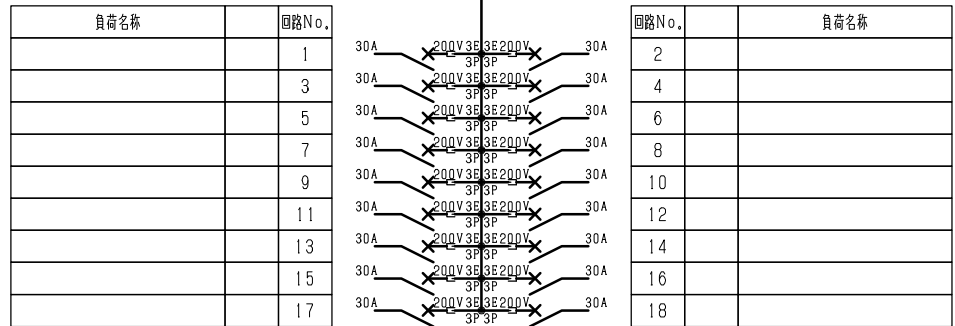 負荷名称 回路No. 回路No. 負荷名称
1 30A 200V 3E 3E 200V 30A 2
3P 3P
3 30A 200V 3E 3E 200V 30A 4
3P 3P
5 30A 200V 3E 3E 200V 30A 6
3P 3P
7 30A 200V 3E 3E 200V 30A 8
3P 3P
9 30A 200V 3E 3E 200V 30A 10
3P 3P
11 30A 200V 3E 3E 200V 30A 12
3P 3P
13 30A 200V 3E 3E 200V 30A 14
3P 3P
15 30A 200V 3E 3E 200V 30A 16
3P 3P
17 30A 200V 3E 3E 200V 30A 18
3P 3P